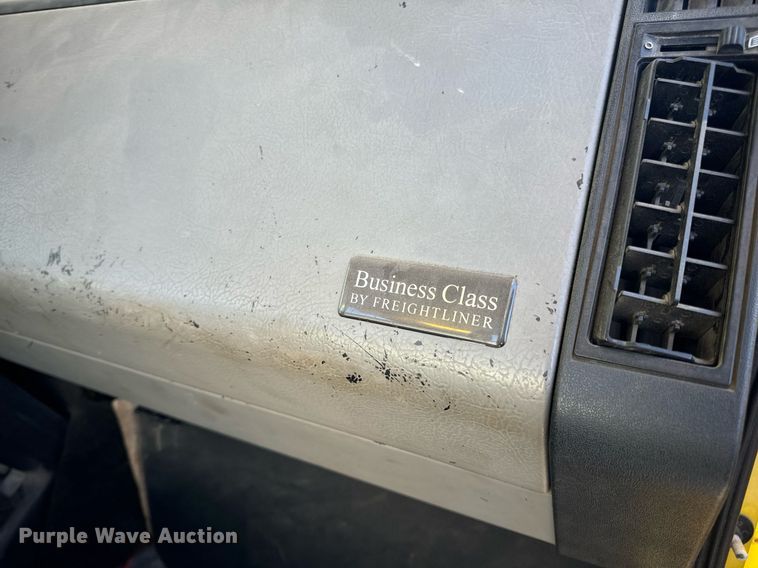 Business Class
BY FREIGHTLINER
Purple Wave Auction